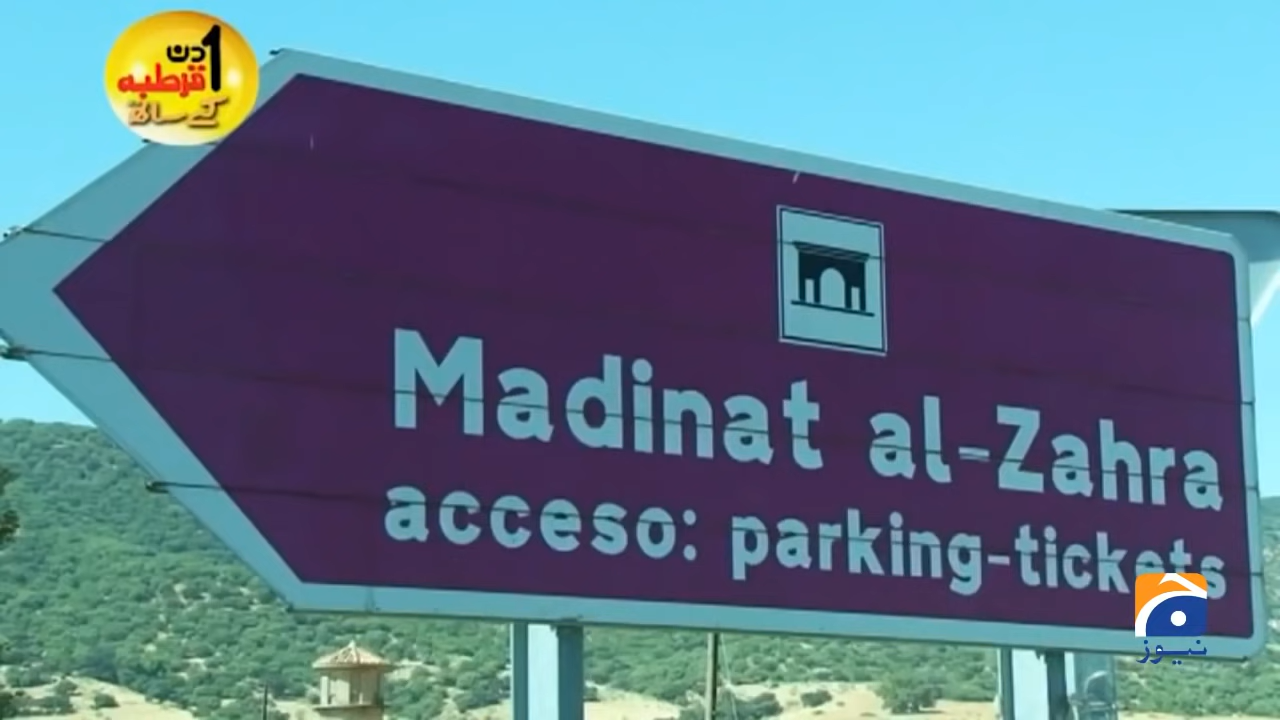 1 دن
قرطبہ
کے ساتھ
Madinat al-Zahra
acceso: parking-tickets
نیوز